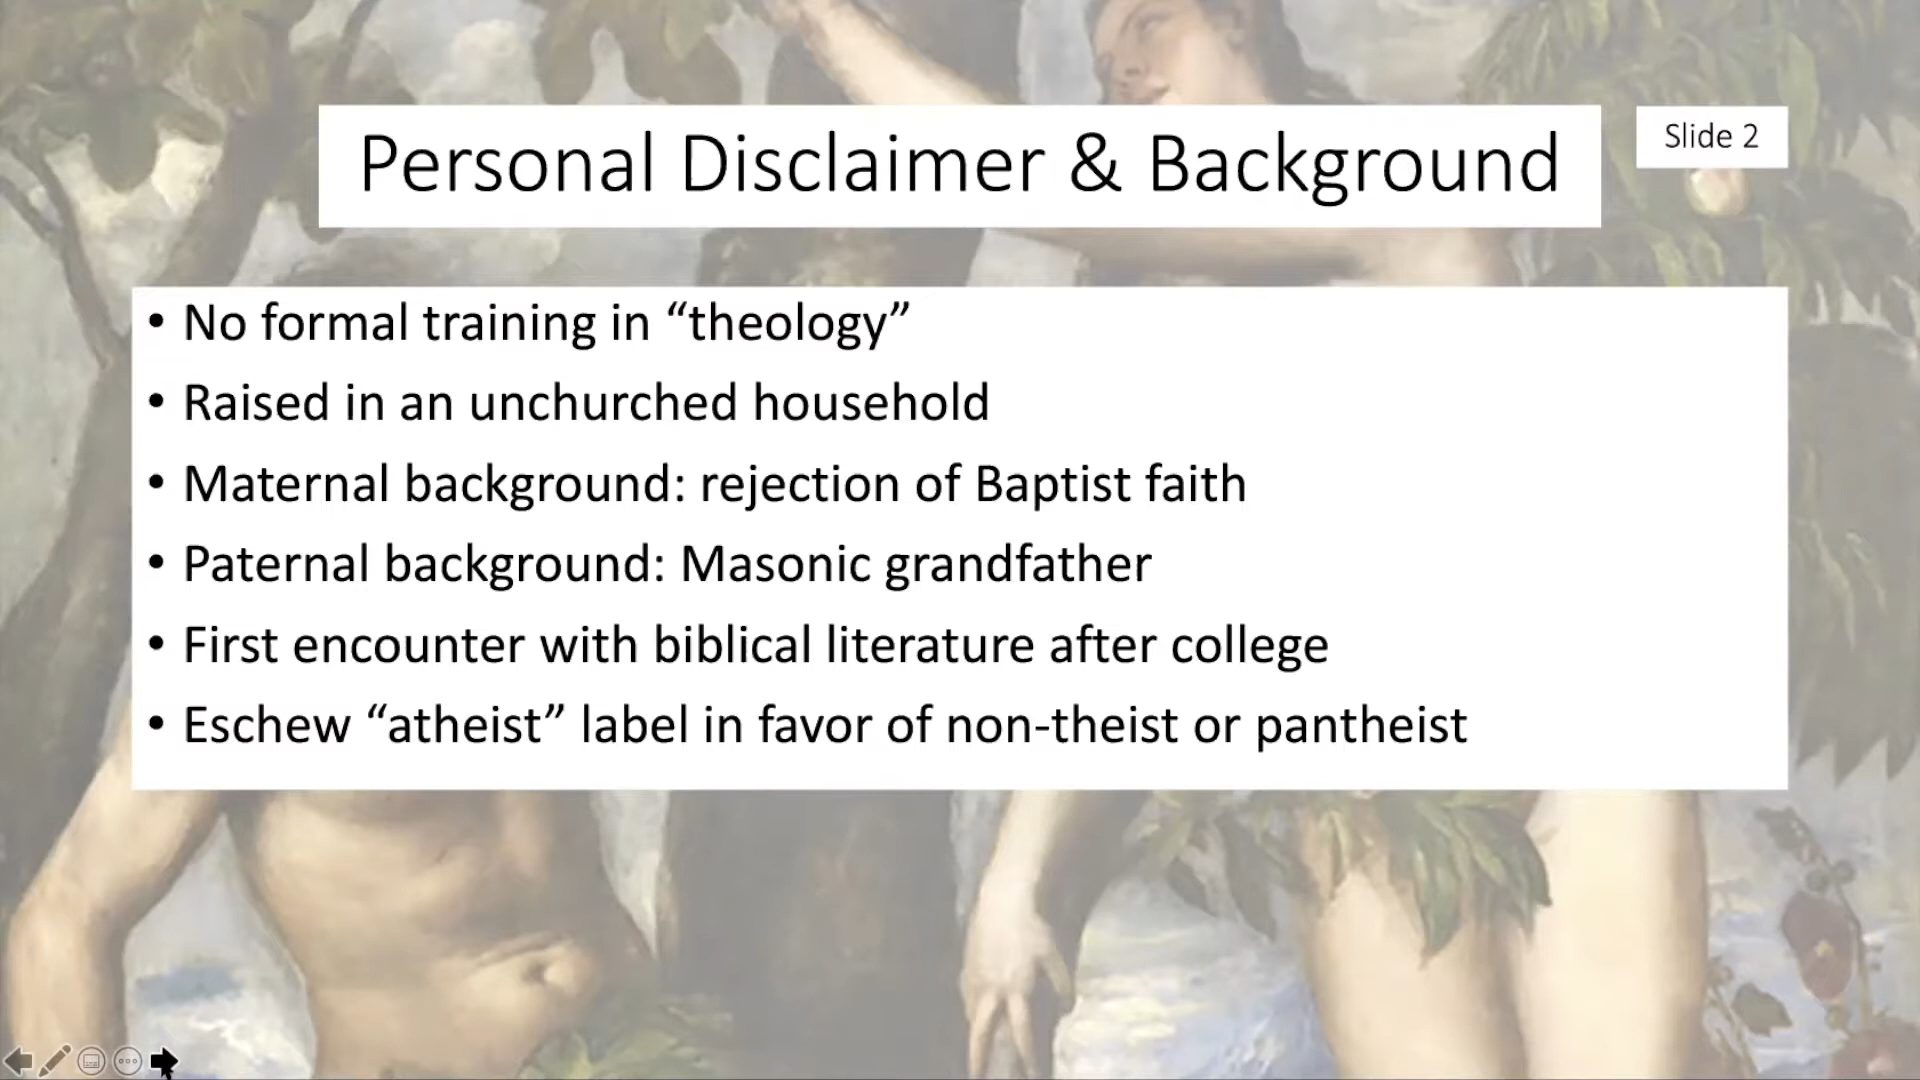 Personal Disclaimer & Background
Slide 2
• No formal training in “theology”
• Raised in an unchurched household
• Maternal background: rejection of Baptist faith
• Paternal background: Masonic grandfather
• First encounter with biblical literature after college
• Eschew “atheist” label in favor of non-theist or pantheist